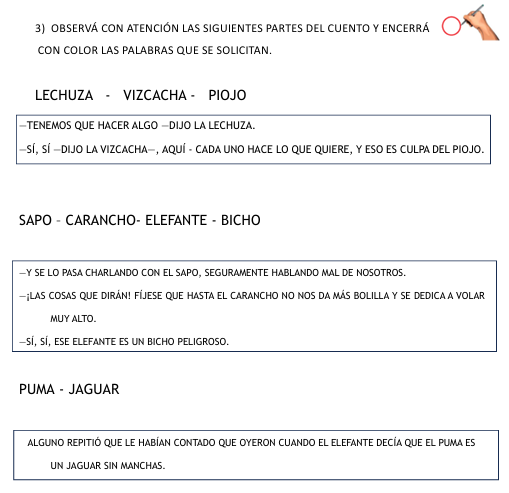 3) OBSERVÁ CON ATENCIÓN LAS SIGUIENTES PARTES DEL CUENTO Y ENCERRÁ
CON COLOR LAS PALABRAS QUE SE SOLICITAN.
LECHUZA - VIZCACHA - PIOJO
—TENEMOS QUE HACER ALGO —DIJO LA LECHUZA.
—SÍ, SÍ —DIJO LA VIZCACHA—, AQUÍ - CADA UNO HACE LO QUE QUIERE, Y ESO ES CULPA DEL PIOJO.
SAPO – CARANCHO- ELEFANTE - BICHO
—Y SE LO PASA CHARLANDO CON EL SAPO, SEGURAMENTE HABLANDO MAL DE NOSOTROS.
—¡LAS COSAS QUE DIRÁN! FÍJESE QUE HASTA EL CARANCHO NO NOS DA MÁS BOLILLA Y SE DEDICA A VOLAR
MUY ALTO.
—SÍ, SÍ, ESE ELEFANTE ES UN BICHO PELIGROSO.
PUMA - JAGUAR
ALGUNO REPITIÓ QUE LE HABÍAN CONTADO QUE OYERON CUANDO EL ELEFANTE DECÍA QUE EL PUMA ES
UN JAGUAR SIN MANCHAS.